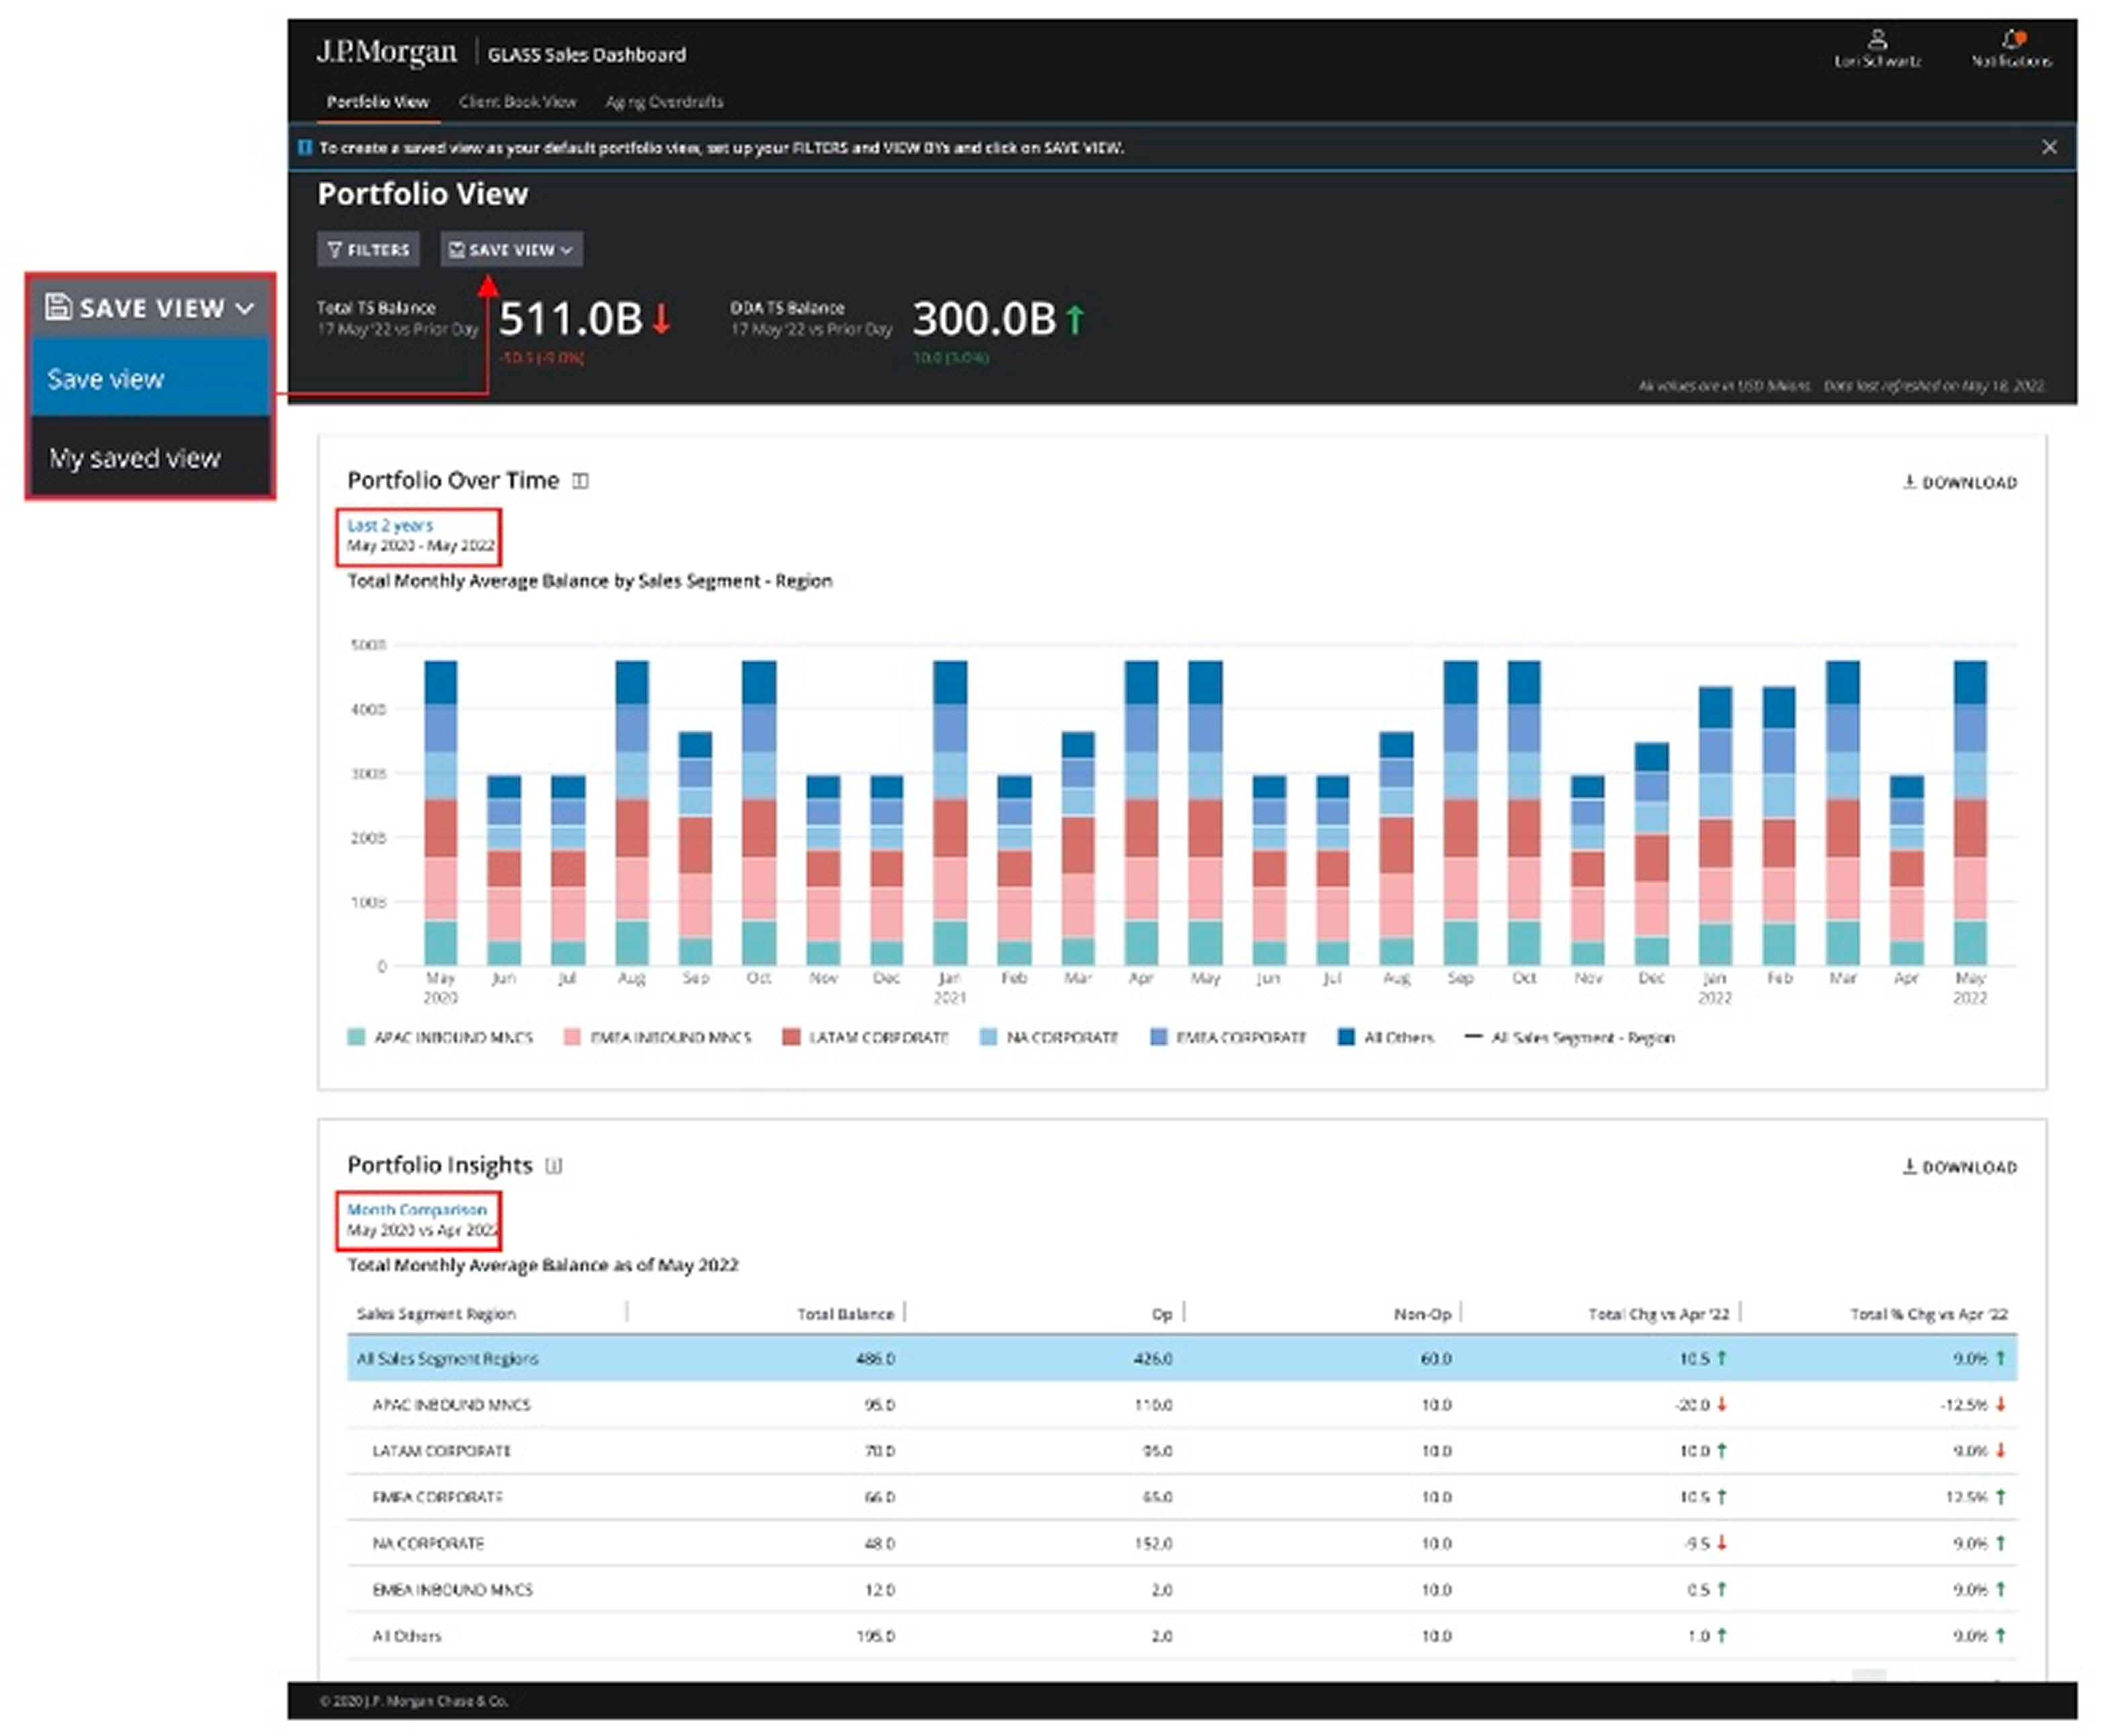 J.P.Morgan | GLASS Sales Dashboard
Lori Schwartz
Notifications
Portfolio View Client Book View Aging Overdrafts
To create a saved view as your default portfolio view, set up your FILTERS and VIEW BYs and click on SAVE VIEW.
Portfolio View
FILTERS SAVE VIEW
SAVE VIEW
Save view
My saved view
Total TS Balance
17 May '22 vs Prior Day
511.0B
-50.5 (-9.0%)
DDA TS Balance
17 May '22 vs Prior Day
300.0B
10.0 (3.0%)
All values are in USD billions. Data last refreshed on May 18, 2022.
Portfolio Over Time
DOWNLOAD
Last 2 years
May 2020 - May 2022
Total Monthly Average Balance by Sales Segment - Region
500B
400B
300B
200B
100B
0
May Jun Jul Aug Sep Oct Nov Dec Jan Feb Mar Apr May Jun Jul Aug Sep Oct Nov Dec Jan Feb Mar Apr May
2020 2021 2022 2022
APAC INBOUND MNCS EMEA INBOUND MNCS LATAM CORPORATE NA CORPORATE EMEA CORPORATE All Others All Sales Segment - Region
Portfolio Insights
DOWNLOAD
Month Comparison
May 2020 vs Apr 2022
Total Monthly Average Balance as of May 2022
Sales Segment Region Total Balance Op Non-Op Total Chg vs Apr '22 Total % Chg vs Apr '22
All Sales Segment Regions 486.0 426.0 60.0 10.5 ↑ 9.0% ↑
APAC INBOUND MNCS 95.0 110.0 10.0 -20.0 ↓ -12.5% ↓
LATAM CORPORATE 70.0 95.0 10.0 10.0 ↑ 9.0% ↓
EMEA CORPORATE 66.0 65.0 10.0 10.5 ↑ 12.5% ↑
NA CORPORATE 48.0 152.0 10.0 -9.5 ↓ 9.0% ↑
EMEA INBOUND MNCS 12.0 2.0 10.0 0.5 ↑ 9.0% ↑
All Others 195.0 2.0 10.0 1.0 ↑ 9.0% ↑
© 2020 J.P. Morgan Chase & Co.